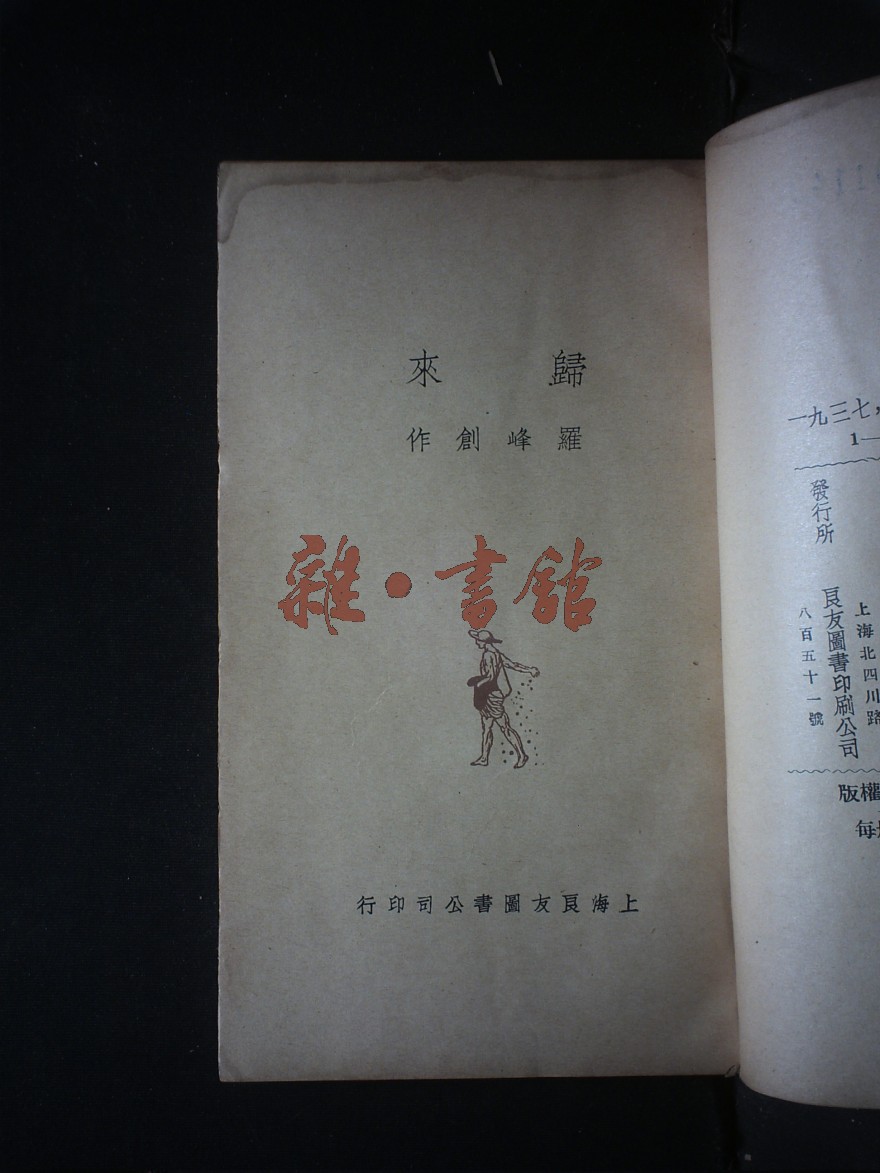 歸來
羅峰創作
雜·書館
上海良友圖書公司印行
一九三七,
1—
發行所
上海北四川路
良友圖書印刷公司
八百五十一號
版權
每